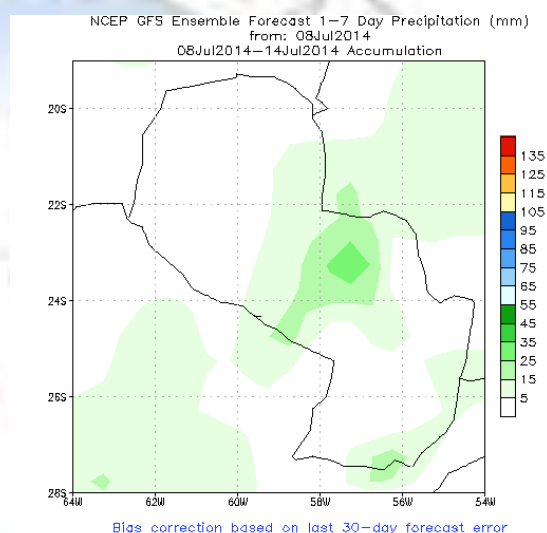 NCEP GFS Ensemble Forecast 1-7 Day Precipitation (mm)
from: 08Jul2014
08Jul2014-14Jul2014 Accumulation
20S
22S
24S
26S
28S
64W
62W
60W
58W
56W
54W
135
125
115
105
95
85
75
65
55
45
35
25
15
5
Bias correction based on last 30-day forecast error